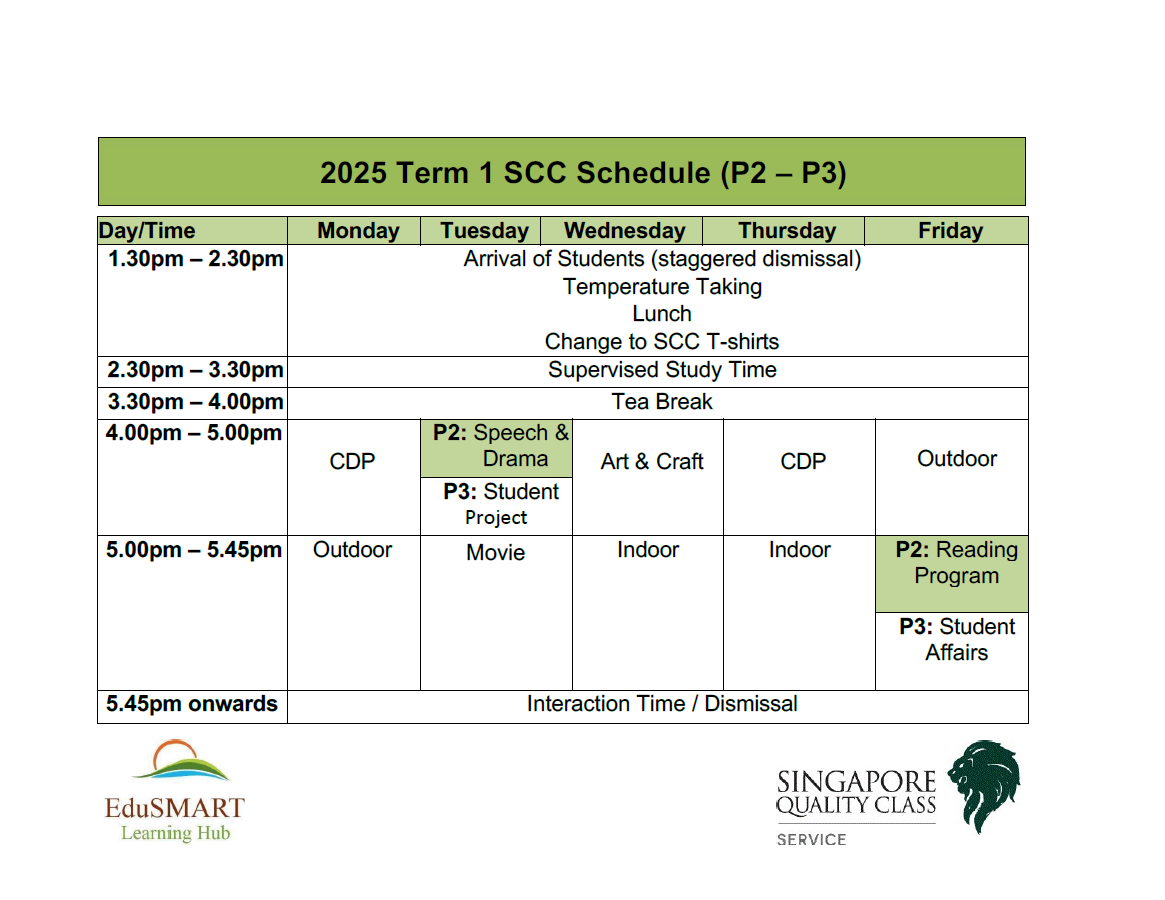 2025 Term 1 SCC Schedule (P2 – P3)
Day/Time Monday Tuesday Wednesday Thursday Friday
1.30pm – 2.30pm Arrival of Students (staggered dismissal)
Temperature Taking
Lunch
Change to SCC T-shirts
2.30pm – 3.30pm Supervised Study Time
3.30pm – 4.00pm Tea Break
4.00pm – 5.00pm
CDP
P2: Speech &
Drama
P3: Student
Project
Art & Craft
CDP
Outdoor
5.00pm – 5.45pm
Outdoor
Movie
Indoor
Indoor
P2: Reading
Program
P3: Student
Affairs
5.45pm onwards Interaction Time / Dismissal
EduSMART
Learning Hub
SINGAPORE
QUALITY CLASS
SERVICE